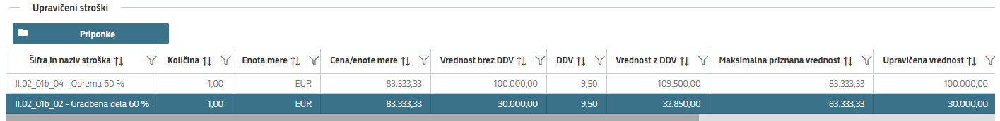 Upravičeni stroški
Priponke
Šifra in naziv stroška Količina Enota mere Cena/enote mere Vrednost brez DDV DDV Vrednost z DDV Maksimalna priznana vrednost Upravičena vrednost
II.02_01b_04 - Oprema 60 % 1,00 EUR 83.333,33 100.000,00 9,50 109.500,00 83.333,33 100.000,00
II.02_01b_02 - Gradbena dela 60 % 1,00 EUR 83.333,33 30.000,00 9,50 32.850,00 83.333,33 30.000,00